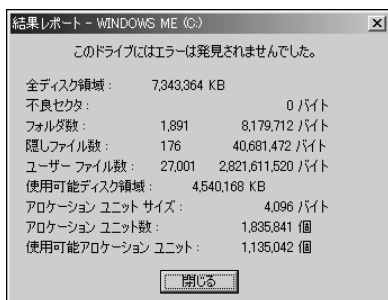 結果レポート - WINDOWS ME (C:)
このドライブにはエラーは発見されませんでした。
全ディスク領域： 7,343,364 KB
不良セクタ： 0 バイト
フォルダ数： 1,891 8,179,712 バイト
隠しファイル数： 176 40,681,472 バイト
ユーザー ファイル数： 27,001 2,821,611,520 バイト
使用可能ディスク領域： 4,540,168 KB
アロケーション ユニット サイズ： 4,096 バイト
アロケーション ユニット数： 1,835,841 個
使用可能アロケーション ユニット： 1,135,042 個
閉じる